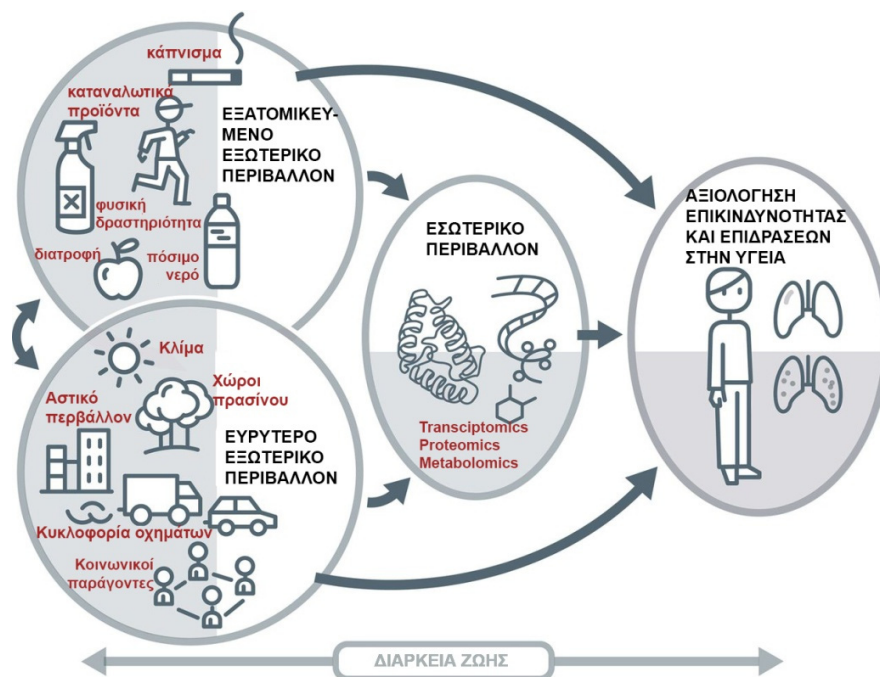 κάπνισμα
καταναλωτικά
προϊόντα
ΕΞΑΤΟΜΙΚΕΥ-
ΜΕΝΟ
ΕΞΩΤΕΡΙΚΟ
ΠΕΡΙΒΑΛΛΟΝ
φυσική
δραστηριότητα
διατροφή
πόσιμο
νερό
Κλίμα
Χώροι
πρασίνου
Αστικό
περβάλλον
ΕΥΡΥΤΕΡΟ
ΕΞΩΤΕΡΙΚΟ
ΠΕΡΙΒΑΛΛΟΝ
Κυκλοφορία οχημάτων
Κοινωνικοί
παράγοντες
ΕΣΩΤΕΡΙΚΟ
ΠΕΡΙΒΑΛΛΟΝ
Transciptomics
Proteomics
Metabolomics
ΑΞΙΟΛΟΓΗΣΗ
ΕΠΙΚΙΝΔΥΝΟΤΗΤΑΣ
ΚΑΙ ΕΠΙΔΡΑΣΕΩΝ
ΣΤΗΝ ΥΓΕΙΑ
ΔΙΑΡΚΕΙΑ ΖΩΗΣ